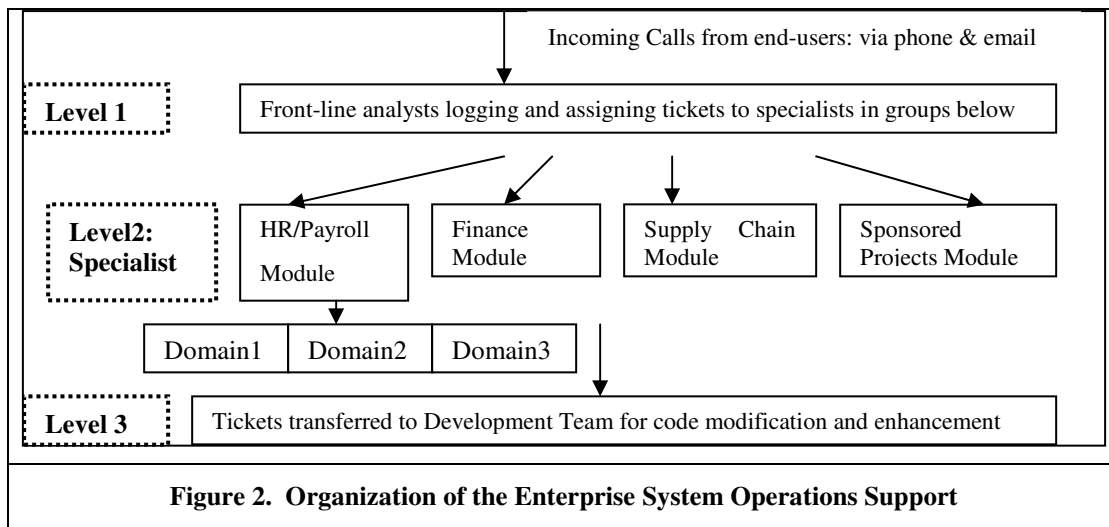 Incoming Calls from end-users: via phone & email
Level 1
Front-line analysts logging and assigning tickets to specialists in groups below
Level2:
Specialist
HR/Payroll
Module
Finance
Module
Supply Chain
Module
Sponsored
Projects Module
Domain1
Domain2
Domain3
Level 3
Tickets transferred to Development Team for code modification and enhancement
Figure 2. Organization of the Enterprise System Operations Support